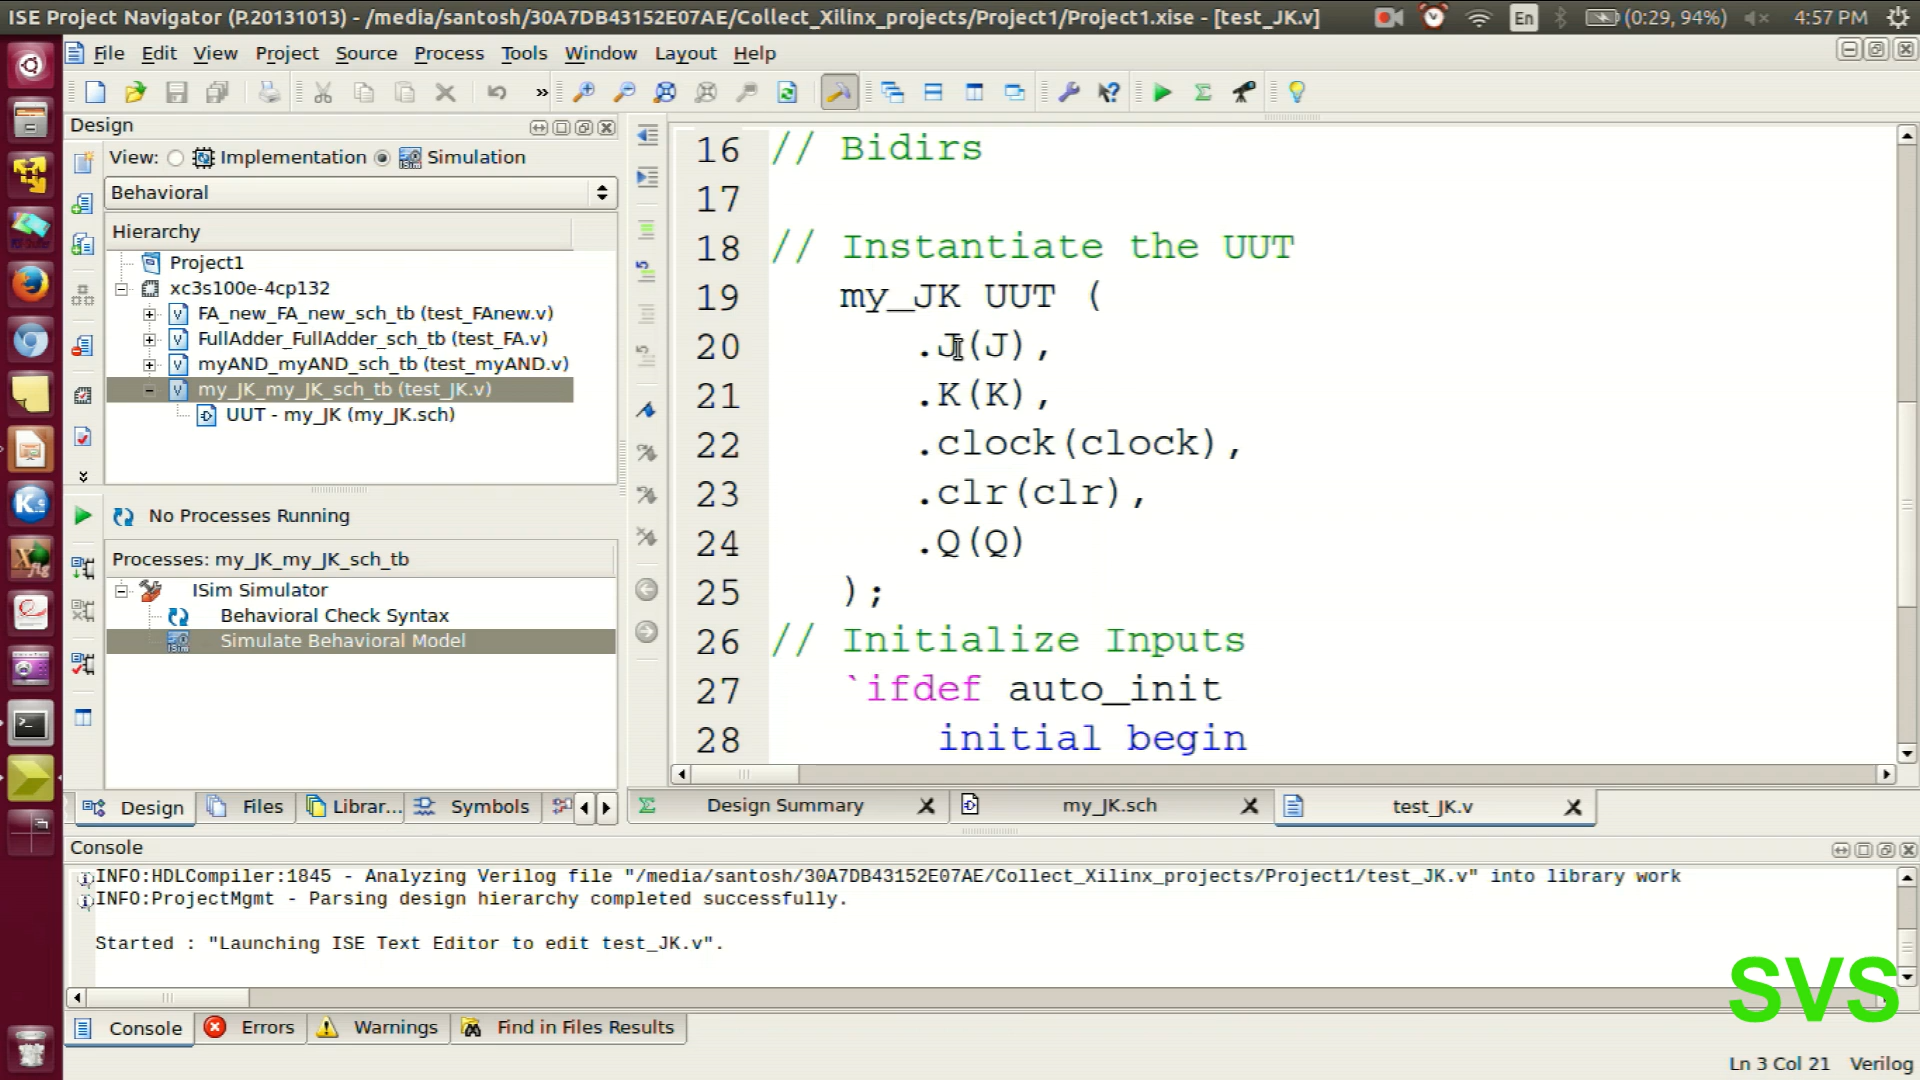 ISE Project Navigator (P.20131013) - /media/santosh/30A7DB43152E07AE/Collect_Xilinx_projects/Project1/Project1.xise - [test_JK.v]
En
(0:29, 94%)
4:57 PM
File Edit View Project Source Process Tools Window Layout Help
»
Design
View: Implementation Simulation
Behavioral
Hierarchy
Project1
xc3s100e-4cp132
FA_new_FA_new_sch_tb (test_FAnew.v)
FullAdder_FullAdder_sch_tb (test_FA.v)
myAND_myAND_sch_tb (test_myAND.v)
my_JK_my_JK_sch_tb (test_JK.v)
UUT - my_JK (my_JK.sch)
No Processes Running
Processes: my_JK_my_JK_sch_tb
ISim Simulator
Behavioral Check Syntax
Simulate Behavioral Model
Design Files Librar... Symbols
16 // Bidirs
17
18 // Instantiate the UUT
19 my_JK UUT (
20 .J(J),
21 .K(K),
22 .clock(clock),
23 .clr(clr),
24 .Q(Q)
25 );
26 // Initialize Inputs
27 `ifdef auto_init
28 initial begin
Design Summary my_JK.sch test_JK.v
Console
INFO:HDLCompiler:1845 - Analyzing Verilog file "/media/santosh/30A7DB43152E07AE/Collect_Xilinx_projects/Project1/test_JK.v" into library work
INFO:ProjectMgmt - Parsing design hierarchy completed successfully.
Started : "Launching ISE Text Editor to edit test_JK.v".
SVS
Console Errors Warnings Find in Files Results
Ln 3 Col 21 Verilog